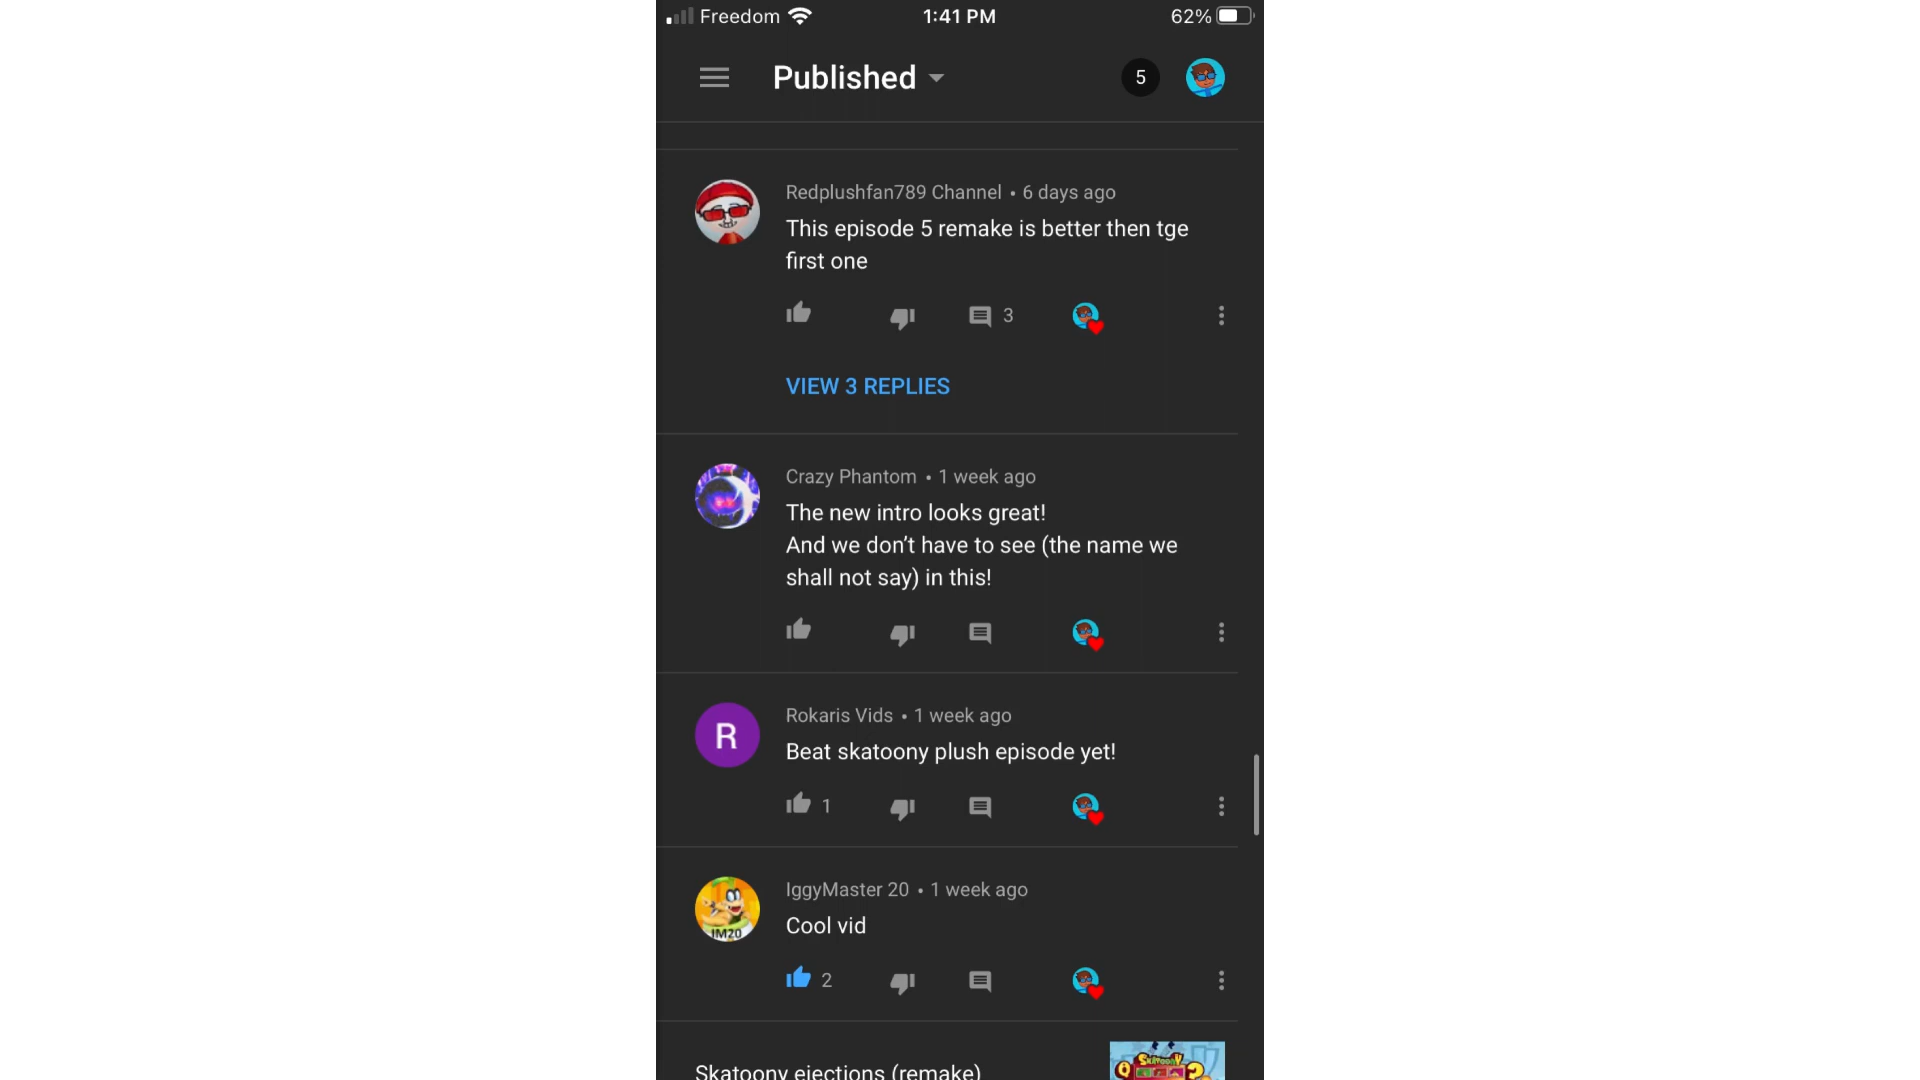 Freedom
1:41 PM
62%
Published
5
Redplushfan789 Channel • 6 days ago
This episode 5 remake is better then tge
first one
3
VIEW 3 REPLIES
Crazy Phantom • 1 week ago
The new intro looks great!
And we don’t have to see (the name we
shall not say) in this!
R
Rokaris Vids • 1 week ago
Beat skatoony plush episode yet!
1
IM20
IggyMaster 20 • 1 week ago
Cool vid
2
Skatoony ejections (remake)
SKATOONY
Q ?